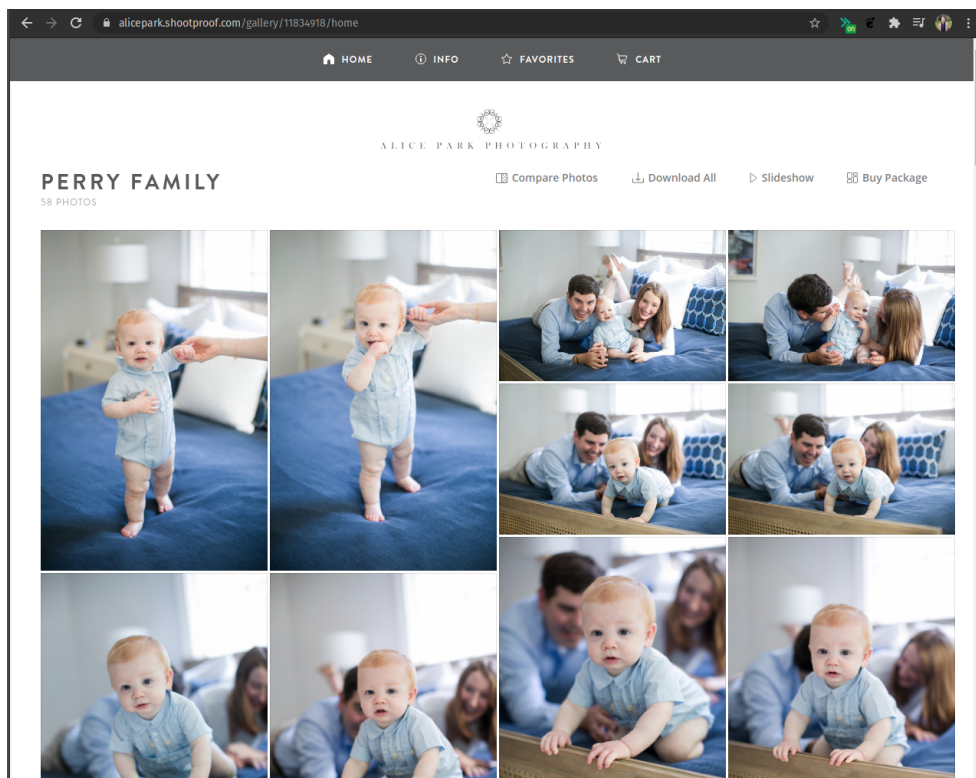 alicepark.shootproof.com/gallery/11834918/home
on
HOME INFO FAVORITES CART
ALICE PARK PHOTOGRAPHY
PERRY FAMILY
Compare Photos Download All Slideshow Buy Package
58 PHOTOS